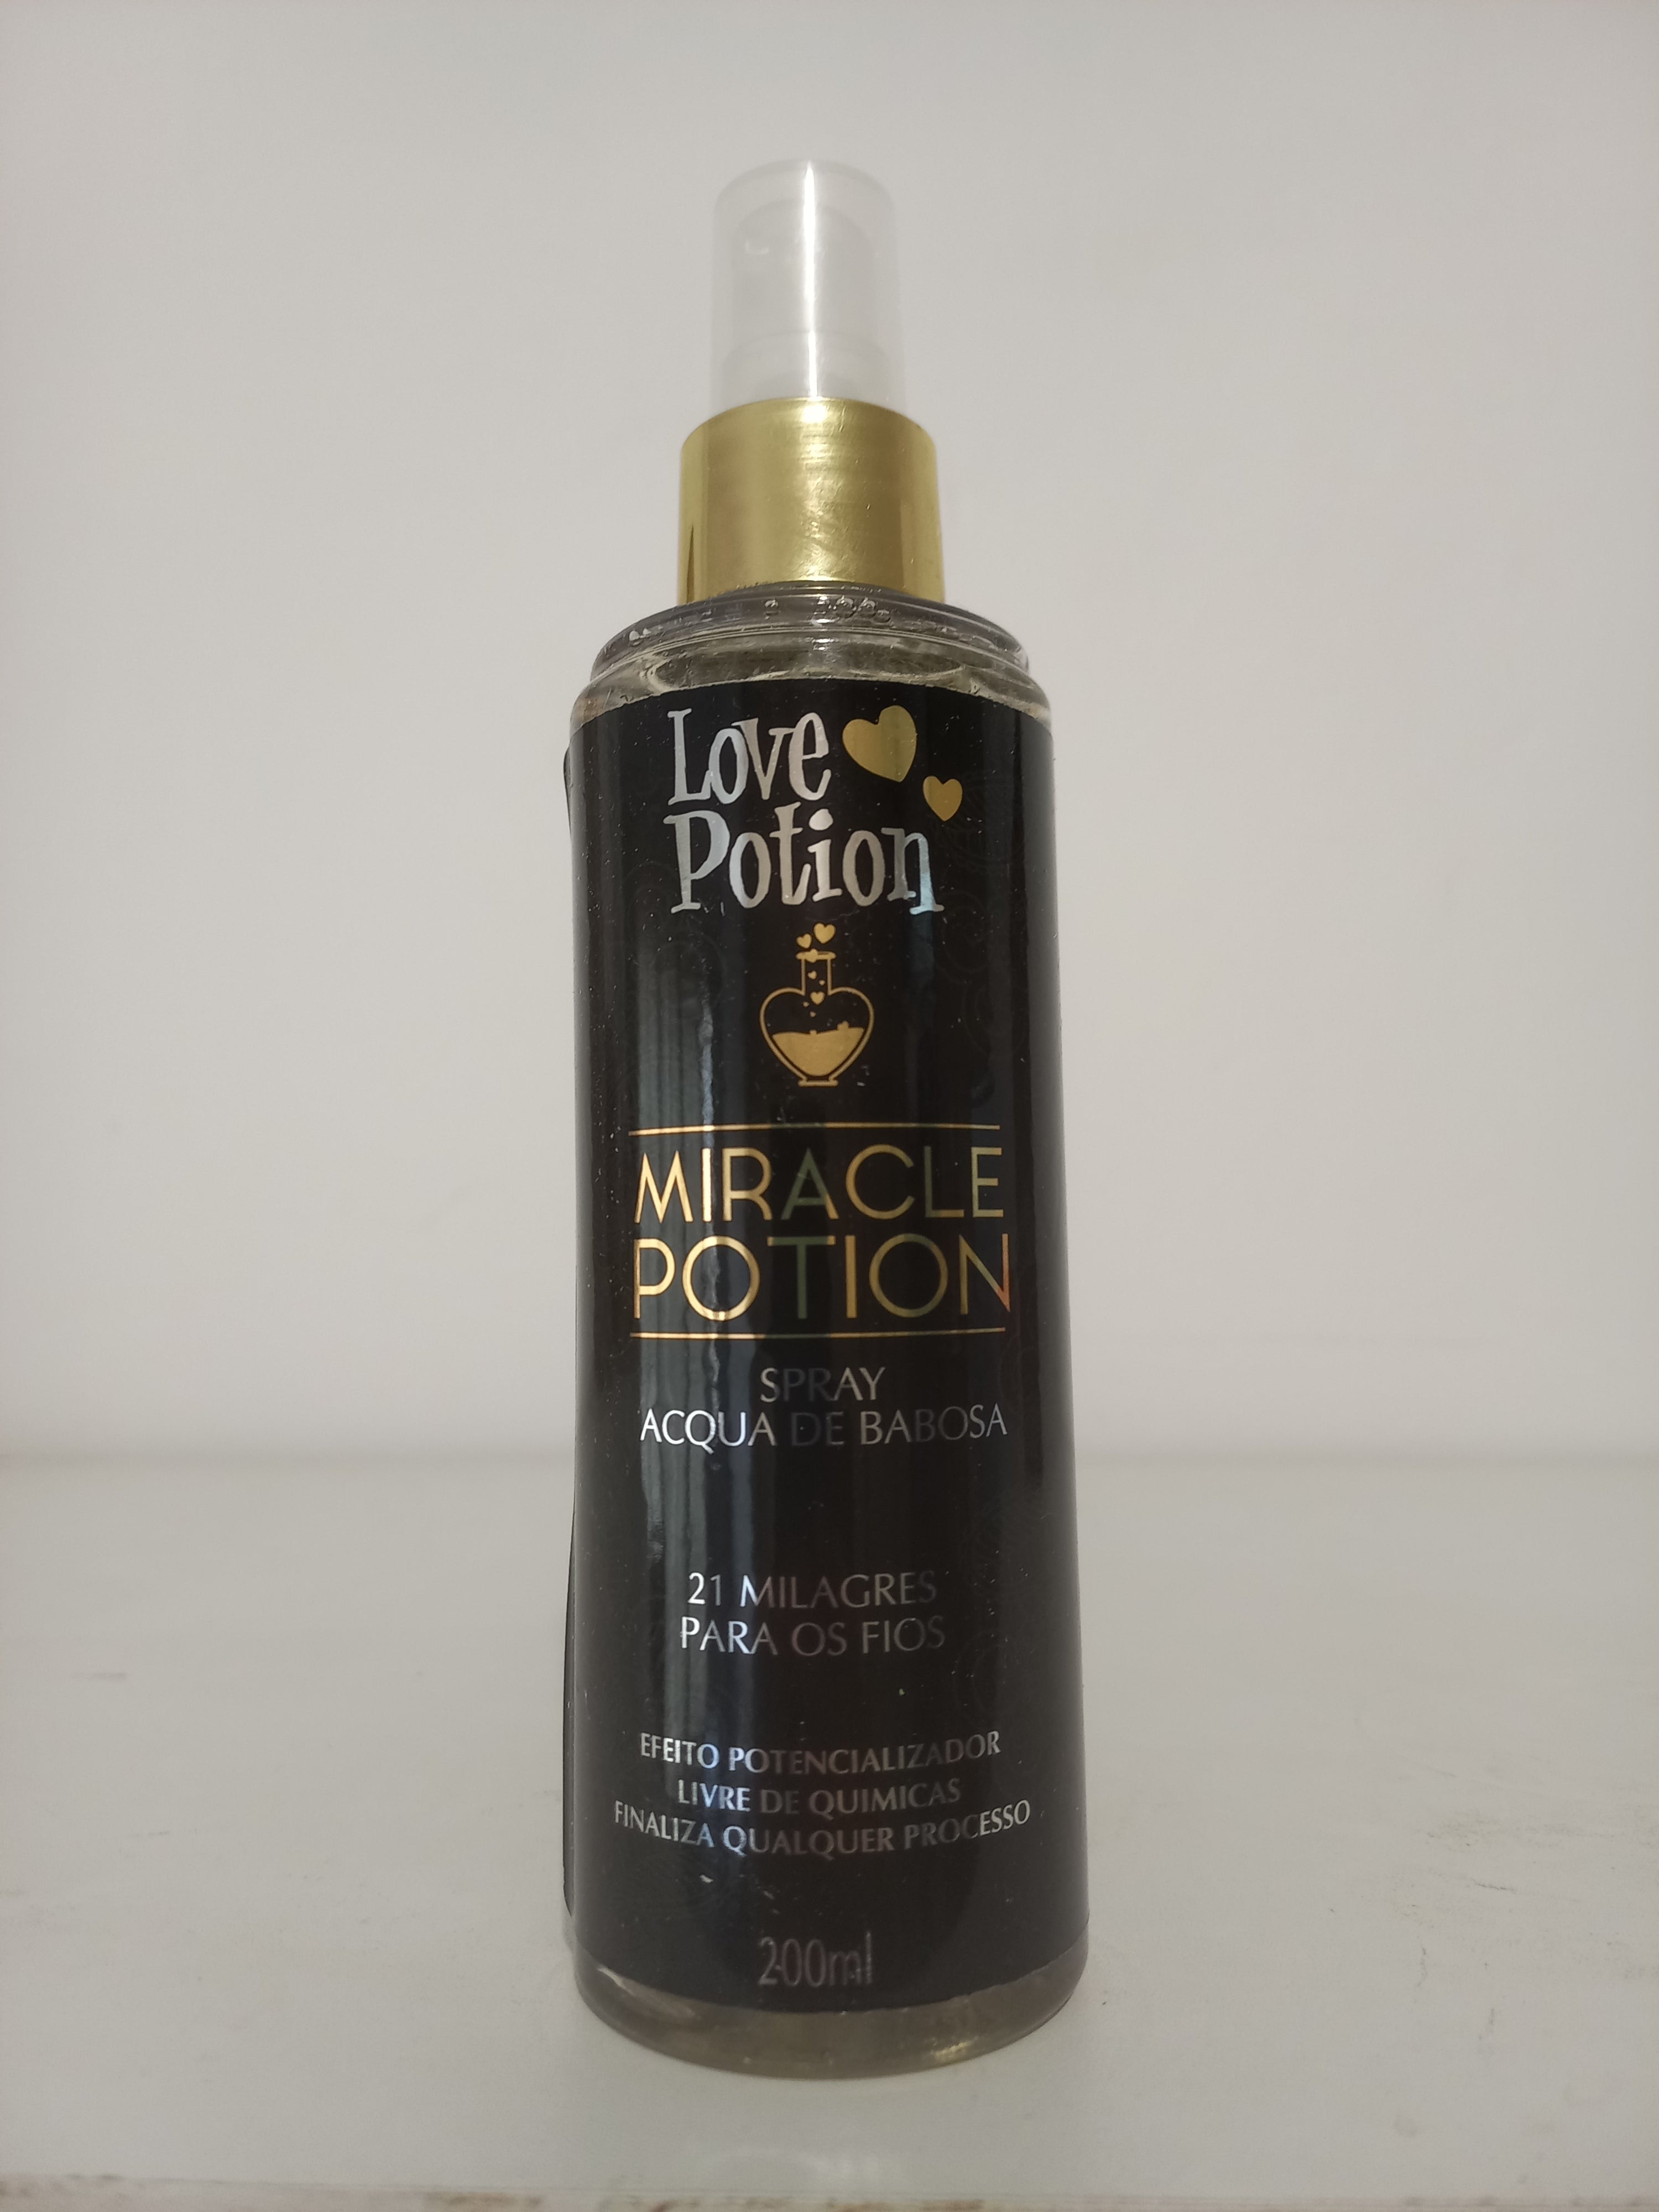 Love
Potion
MIRACLE
POTION
SPRAY
ACQUA DE BABOSA
21 MILAGRES
PARA OS FIOS
EFEITO POTENCIALIZADOR
LIVRE DE QUIMICAS
FINALIZA QUALQUER PROCESSO
200ml